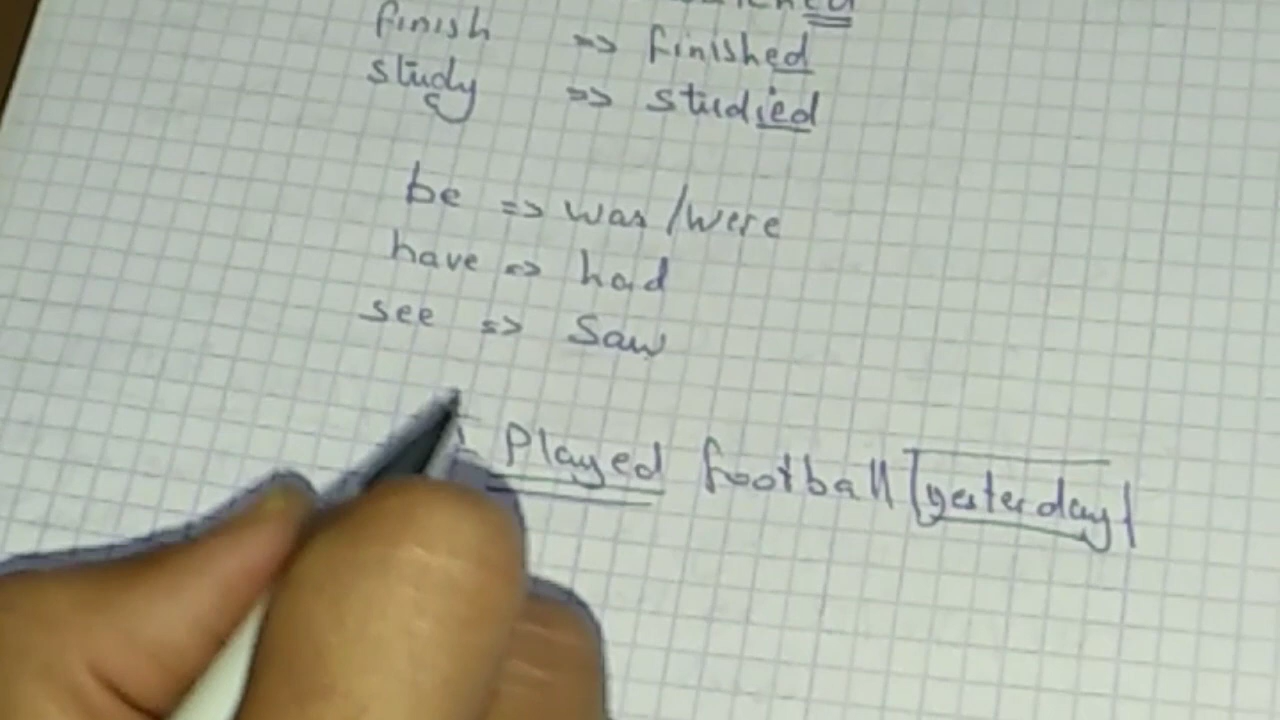 finish => finished
study => studied
be => was/were
have => had
see => saw
I Played football yesterday